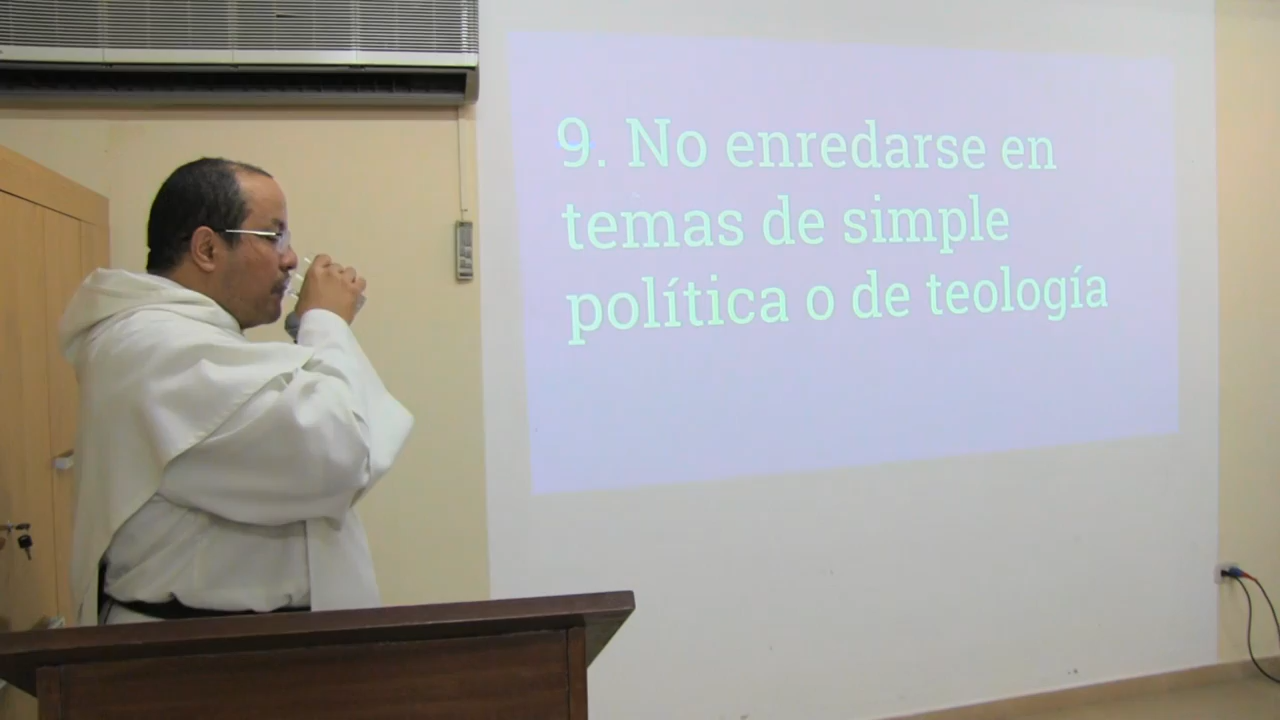 9. No enredarse en
temas de simple
política o de teología